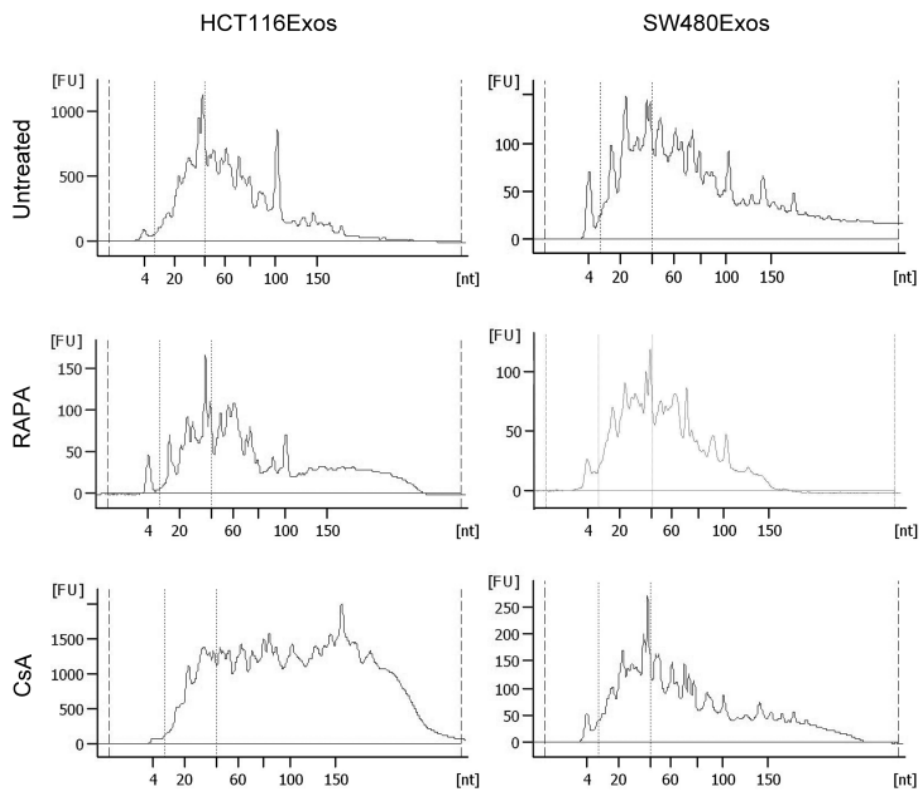 HCT116Exos SW480Exos
Untreated
[FU] [FU]
1000 100
500 50
0 0
4 20 60 100 150 [nt] 4 20 60 100 150 [nt]
RAPA
[FU] [FU]
150 100
100 50
50 0
0
4 20 60 100 150 [nt] 4 20 60 100 150 [nt]
CsA
[FU] [FU]
1500 250
1000 200
500 150
0 100
50
0
4 20 60 100 150 4 20 60 100 150 [nt]